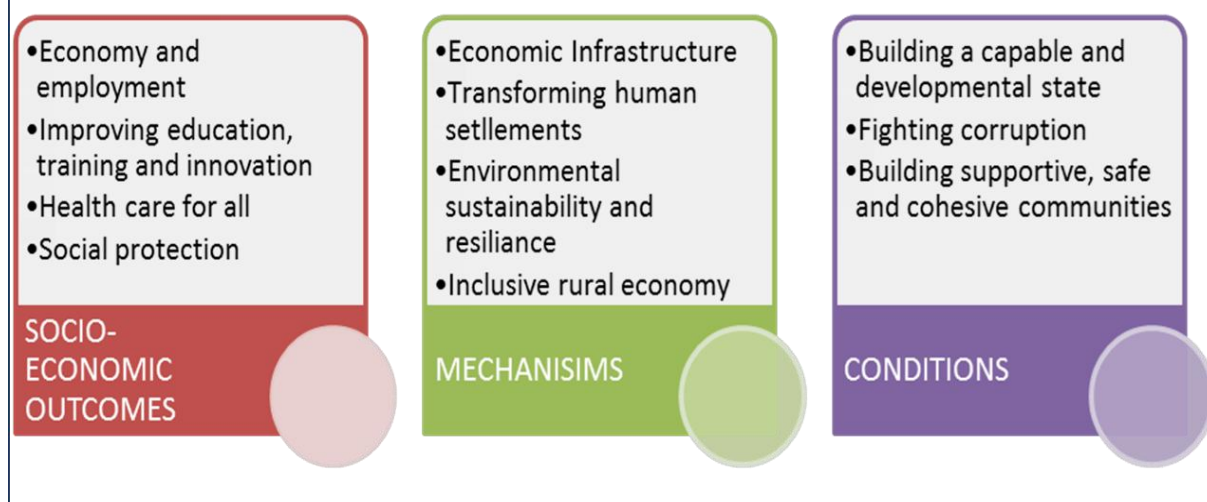 •Economy and
employment
•Improving education,
training and innovation
•Health care for all
•Social protection
SOCIO-
ECONOMIC
OUTCOMES
•Economic Infrastructure
•Transforming human
setllements
•Environmental
sustainability and
resiliance
•Inclusive rural economy
MECHANISIMS
•Building a capable and
developmental state
•Fighting corruption
•Building supportive, safe
and cohesive communities
CONDITIONS